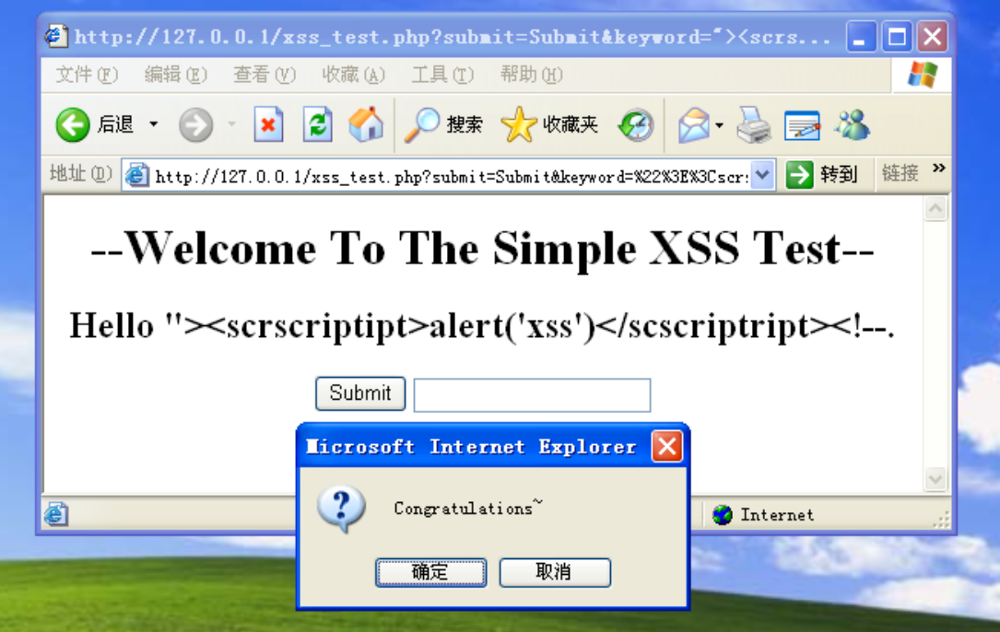 http://127.0.0.1/xss_test.php?submit=Submit&keyword="><scrs...
文件(F) 编辑(E) 查看(V) 收藏(A) 工具(T) 帮助(H)
后退 搜索 收藏夹
地址(D) http://127.0.0.1/xss_test.php?submit=Submit&keyword=%22%3E%3Cscr: 转到 链接 »
--Welcome To The Simple XSS Test--
Hello "><scrscriptipt>alert('xss')</scscriptript><!--.
Submit
Microsoft Internet Explorer
Congratulations~
Internet
确定 取消